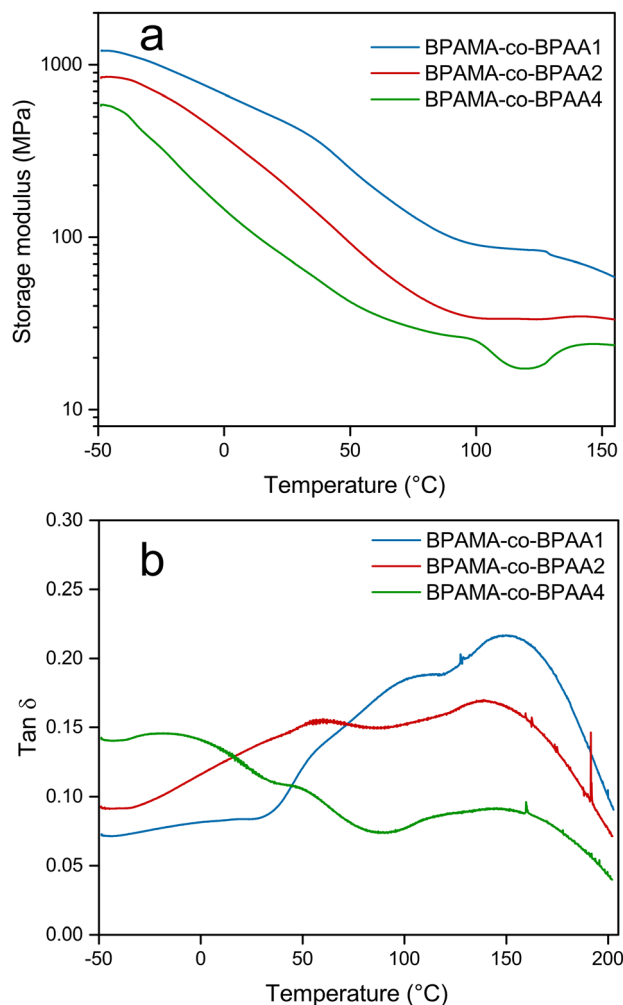 a
BPAMA-co-BPAA1
BPAMA-co-BPAA2
BPAMA-co-BPAA4
Storage modulus (MPa)
1000
100
10
-50 0 50 100 150
Temperature (°C)
b
BPAMA-co-BPAA1
BPAMA-co-BPAA2
BPAMA-co-BPAA4
Tan δ
0.30
0.25
0.20
0.15
0.10
0.05
0.00
-50 0 50 100 150 200
Temperature (°C)